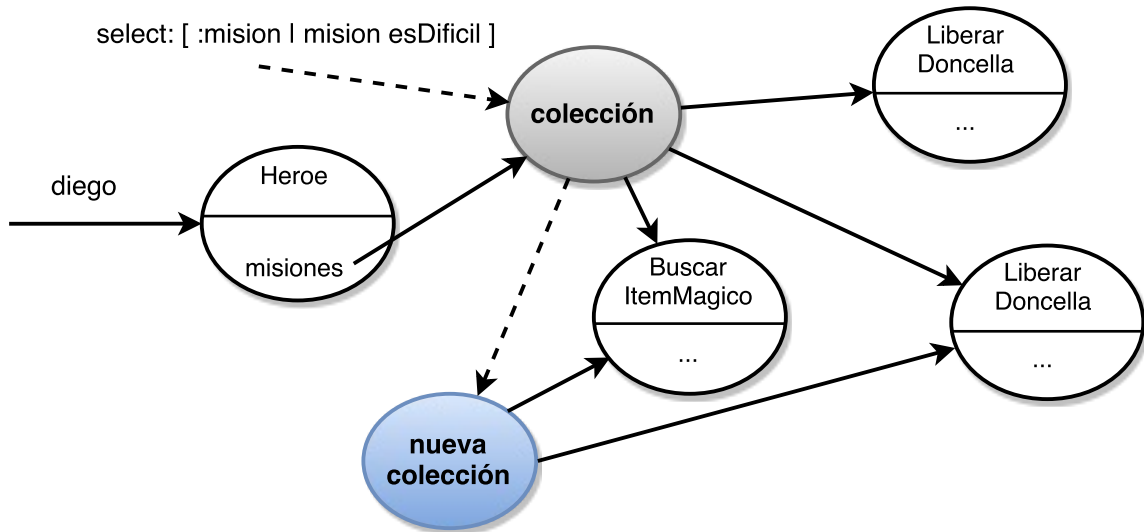 select: [ :mision | mision esDificil ]
Liberar
Doncella
...
colección
diego
Heroe
misiones
Buscar
ItemMagico
...
Liberar
Doncella
...
nueva
colección